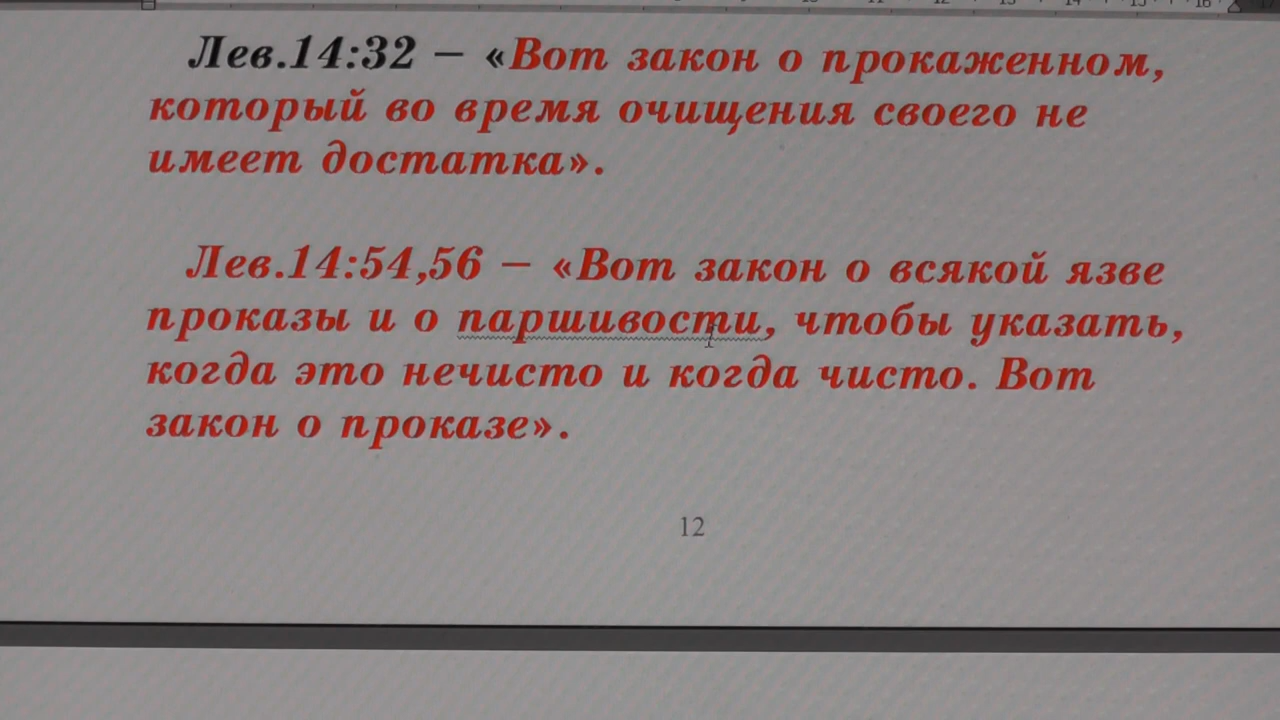 Лев.14:32 – «Вот закон о прокаженном,
который во время очищения своего не
имеет достатка».
Лев.14:54,56 – «Вот закон о всякой язве
проказы и о паршивости, чтобы указать,
когда это нечисто и когда чисто. Вот
закон о проказе».
12